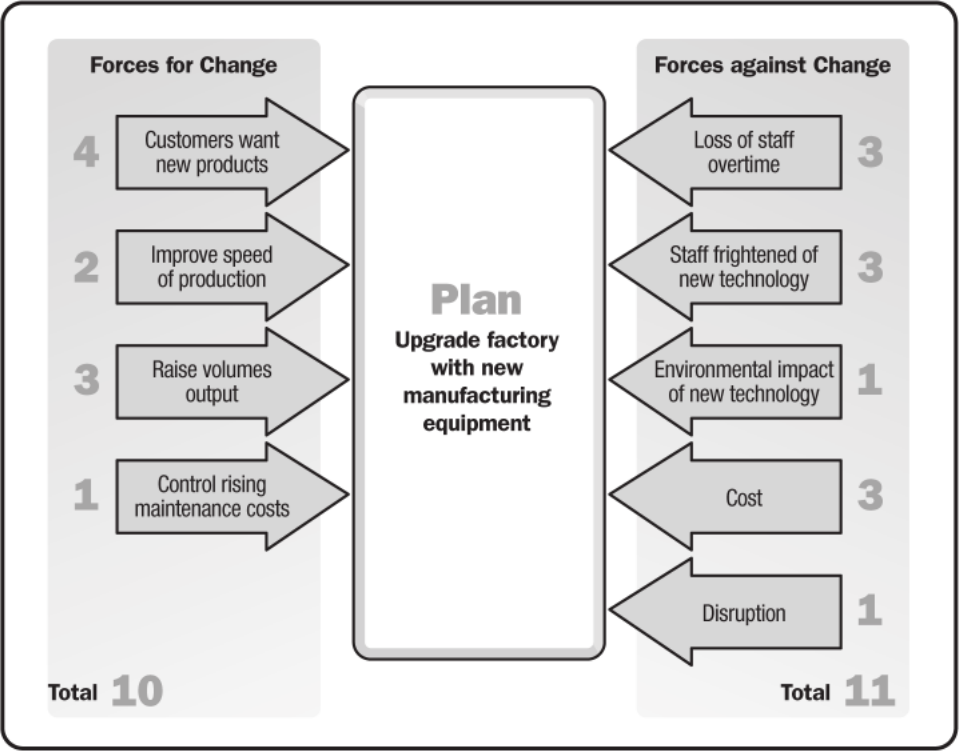 Forces for Change
4
Customers want
new products
2
Improve speed
of production
3
Raise volumes
output
1
Control rising
maintenance costs
Total 10
Plan
Upgrade factory
with new
manufacturing
equipment
Forces against Change
Loss of staff
overtime
3
Staff frightened of
new technology
3
Environmental impact
of new technology
1
Cost
3
Disruption
1
Total 11